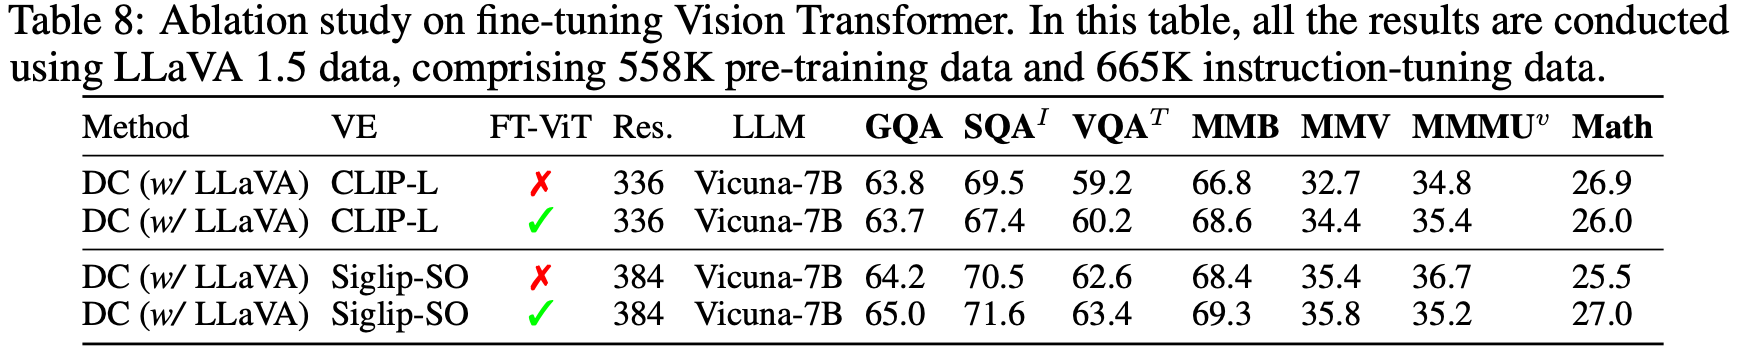 Table 8: Ablation study on fine-tuning Vision Transformer. In this table, all the results are conducted
using LLaVA 1.5 data, comprising 558K pre-training data and 665K instruction-tuning data.
Method VE FT-ViT Res. LLM GQA SQA^I VQA^T MMB MMV MMMU^v Math
DC (w/ LLaVA) CLIP-L ✗ 336 Vicuna-7B 63.8 69.5 59.2 66.8 32.7 34.8 26.9
DC (w/ LLaVA) CLIP-L ✓ 336 Vicuna-7B 63.7 67.4 60.2 68.6 34.4 35.4 26.0
DC (w/ LLaVA) Siglip-SO ✗ 384 Vicuna-7B 64.2 70.5 62.6 68.4 35.4 36.7 25.5
DC (w/ LLaVA) Siglip-SO ✓ 384 Vicuna-7B 65.0 71.6 63.4 69.3 35.8 35.2 27.0